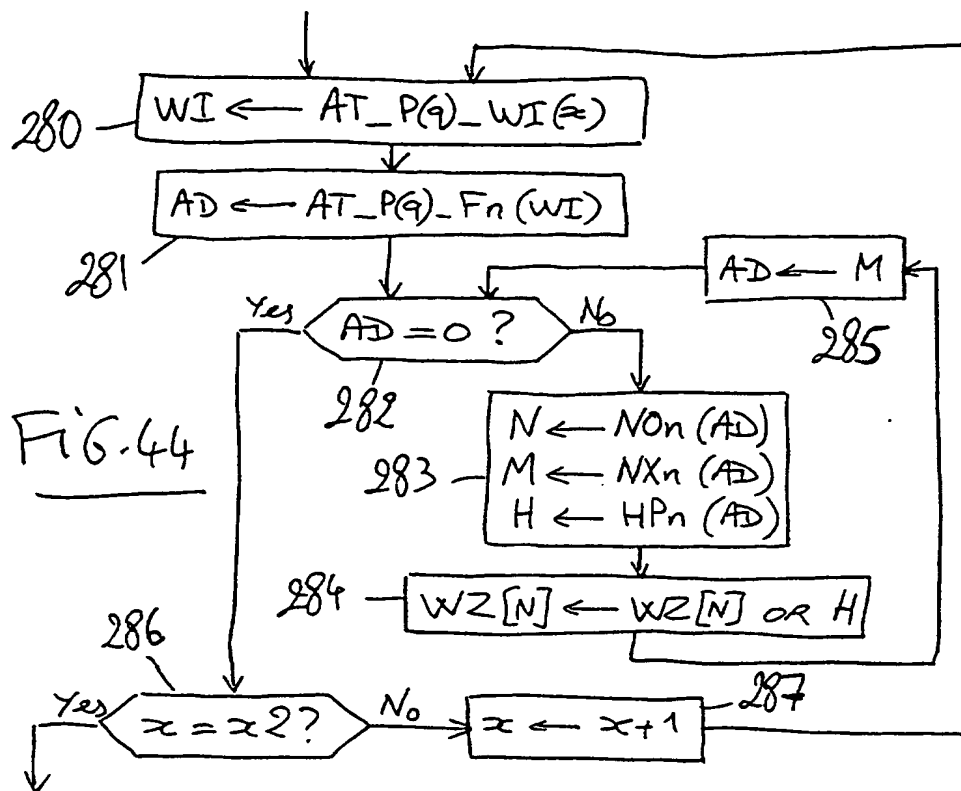 WI ← AT_P(q)_WI(x)
280
AD ← AT_P(q)_Fn(WI)
281
AD ← M
285
Yes
AD = 0 ?
No
282
FiG.44
N ← NOn (AD)
M ← NXn (AD)
H ← HPn (AD)
283
284
WZ[N] ← WZ[N] OR H
286
Yes
x = x2?
No
x ← x+1
287